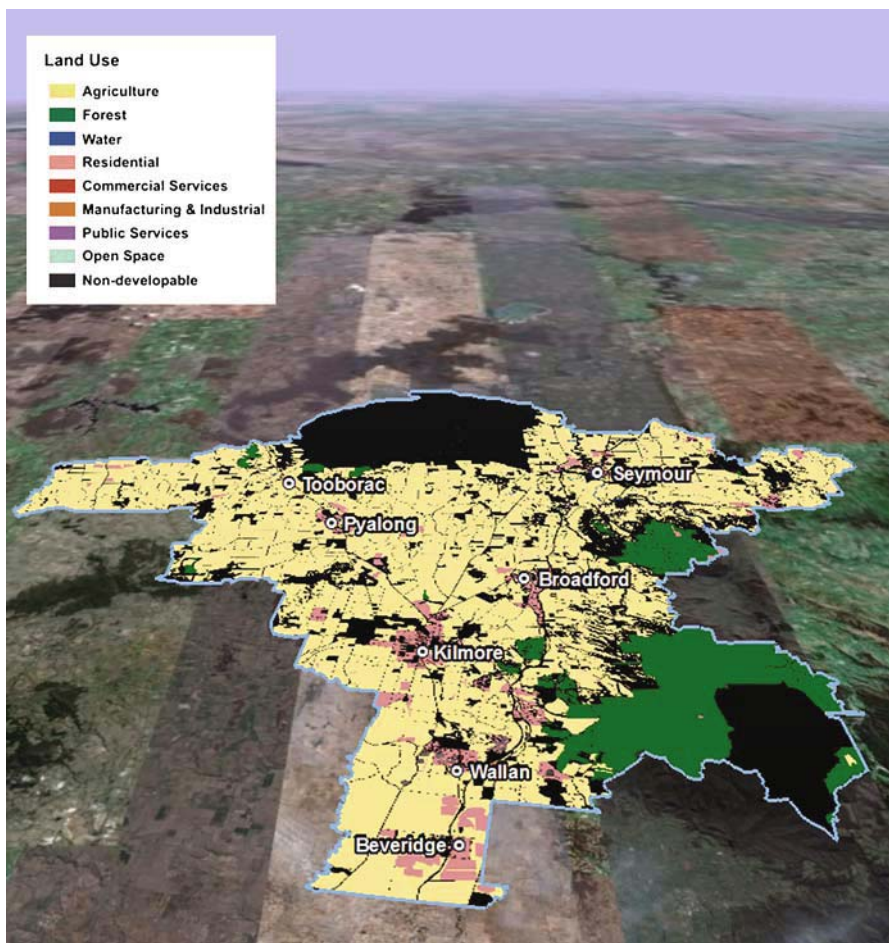 Land Use
Agriculture
Forest
Water
Residential
Commercial Services
Manufacturing & Industrial
Public Services
Open Space
Non-developable
Seymour
Tooborac
Pyalong
Broadford
Kilmore
Wallan
Beveridge